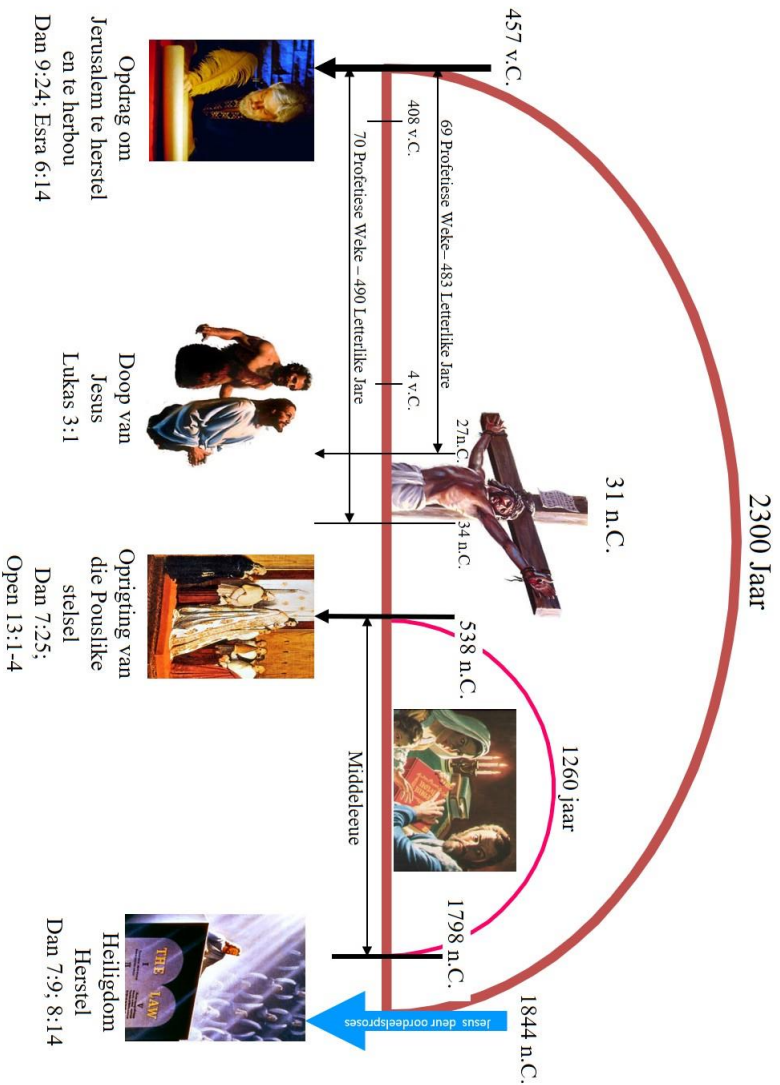 2300 Jaar
31 n.C.
457 v.C.
408 v.C.
69 Profetiese Weke– 483 Letterlike Jare
70 Profetiese Weke – 490 Letterlike Jare
4 v.C.
27n.C.
34 n.C.
538 n.C.
1260 jaar
Middeleeue
1798 n.C.
1844 n.C.
Jesus deur oordeelsproses
Opdrag om
Jerusalem te herstel
en te herbou
Dan 9:24; Esra 6:14
Doop van
Jesus
Lukas 3:1
Oprigting van
die Pouslike
stelsel
Dan 7:25;
Open 13:1-4
THE LAW
I
V
Heiligdom
Herstel
Dan 7:9; 8:14